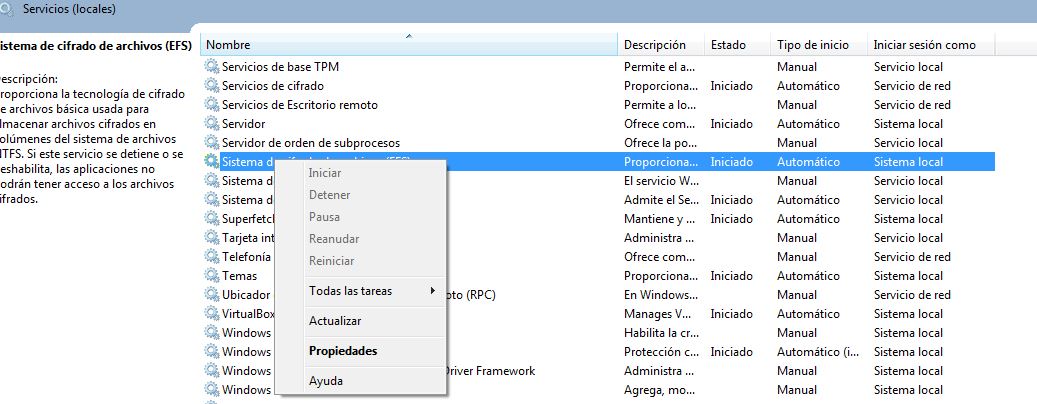 Servicios (locales)
istema de cifrado de archivos (EFS)
escripción:
roporciona la tecnología de cifrado
e archivos básica usada para
lmacenar archivos cifrados en
olúmenes del sistema de archivos
TFS. Si este servicio se detiene o se
eshabilita, las aplicaciones no
odrán tener acceso a los archivos
ifrados.
Nombre Descripción Estado Tipo de inicio Iniciar sesión como
Servicios de base TPM Permite el a... Manual Servicio local
Servicios de cifrado Proporciona... Iniciado Automático Servicio de red
Servicios de Escritorio remoto Permite a lo... Manual Servicio de red
Servidor Ofrece com... Iniciado Automático Sistema local
Servidor de orden de subprocesos Ofrece la po... Manual Servicio local
Sistema d Proporciona... Iniciado Automático Sistema local
Sistema de El servicio W... Manual Servicio local
Sistema de Admite el Se... Iniciado Automático Sistema local
Superfetc Mantiene y ... Iniciado Automático Sistema local
Tarjeta int Administra ... Manual Servicio local
Telefonía Ofrece com... Manual Servicio de red
Temas Proporciona... Iniciado Automático Sistema local
Ubicador oto (RPC) En Windows... Manual Servicio de red
VirtualBox Manages V... Iniciado Automático Sistema local
Windows Habilita la cr... Manual Sistema local
Windows Protección c... Iniciado Automático (i... Sistema local
Windows Driver Framework Administra ... Manual Sistema local
Windows Agrega, mo... Manual Sistema local
Iniciar
Detener
Pausa
Reanudar
Reiniciar
Todas las tareas
Actualizar
Propiedades
Ayuda